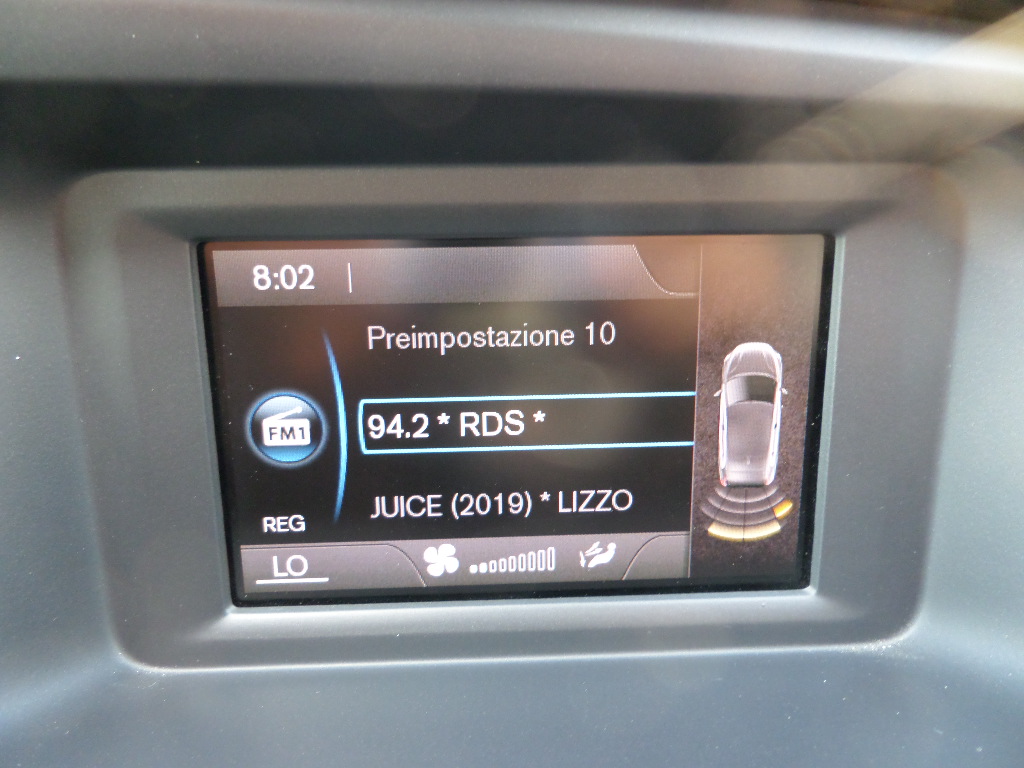 8:02
Preimpostazione 10
FM1
94.2 * RDS *
JUICE (2019) * LIZZO
REG
LO